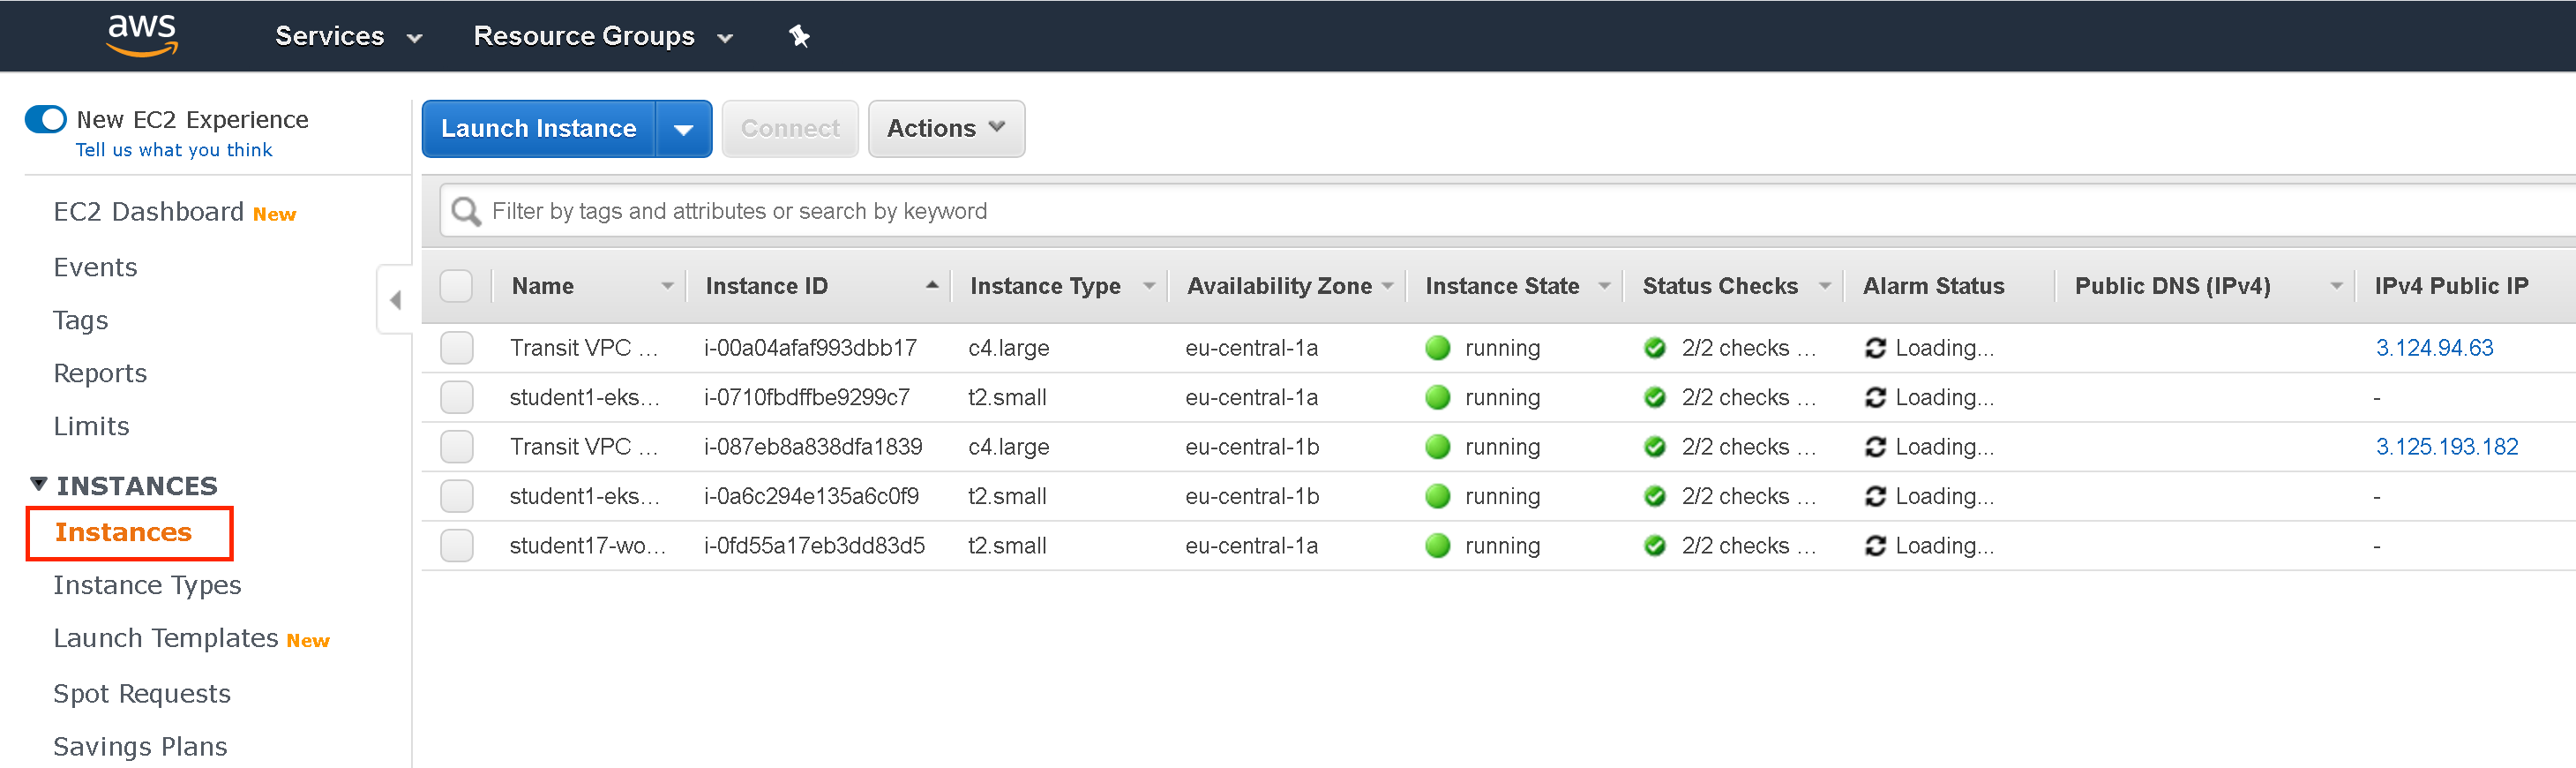 aws Services Resource Groups
New EC2 Experience
Tell us what you think
EC2 Dashboard New
Events
Tags
Reports
Limits
INSTANCES
Instances
Instance Types
Launch Templates New
Spot Requests
Savings Plans
Launch Instance Connect Actions
Filter by tags and attributes or search by keyword
Name Instance ID Instance Type Availability Zone Instance State Status Checks Alarm Status Public DNS (IPv4) IPv4 Public IP
Transit VPC ... i-00a04afaf993dbb17 c4.large eu-central-1a running 2/2 checks ... Loading... 3.124.94.63
student1-eks... i-0710fbdffbe9299c7 t2.small eu-central-1a running 2/2 checks ... Loading... -
Transit VPC ... i-087eb8a838dfa1839 c4.large eu-central-1b running 2/2 checks ... Loading... 3.125.193.182
student1-eks... i-0a6c294e135a6c0f9 t2.small eu-central-1b running 2/2 checks ... Loading... -
student17-wo... i-0fd55a17eb3dd83d5 t2.small eu-central-1a running 2/2 checks ... Loading... -